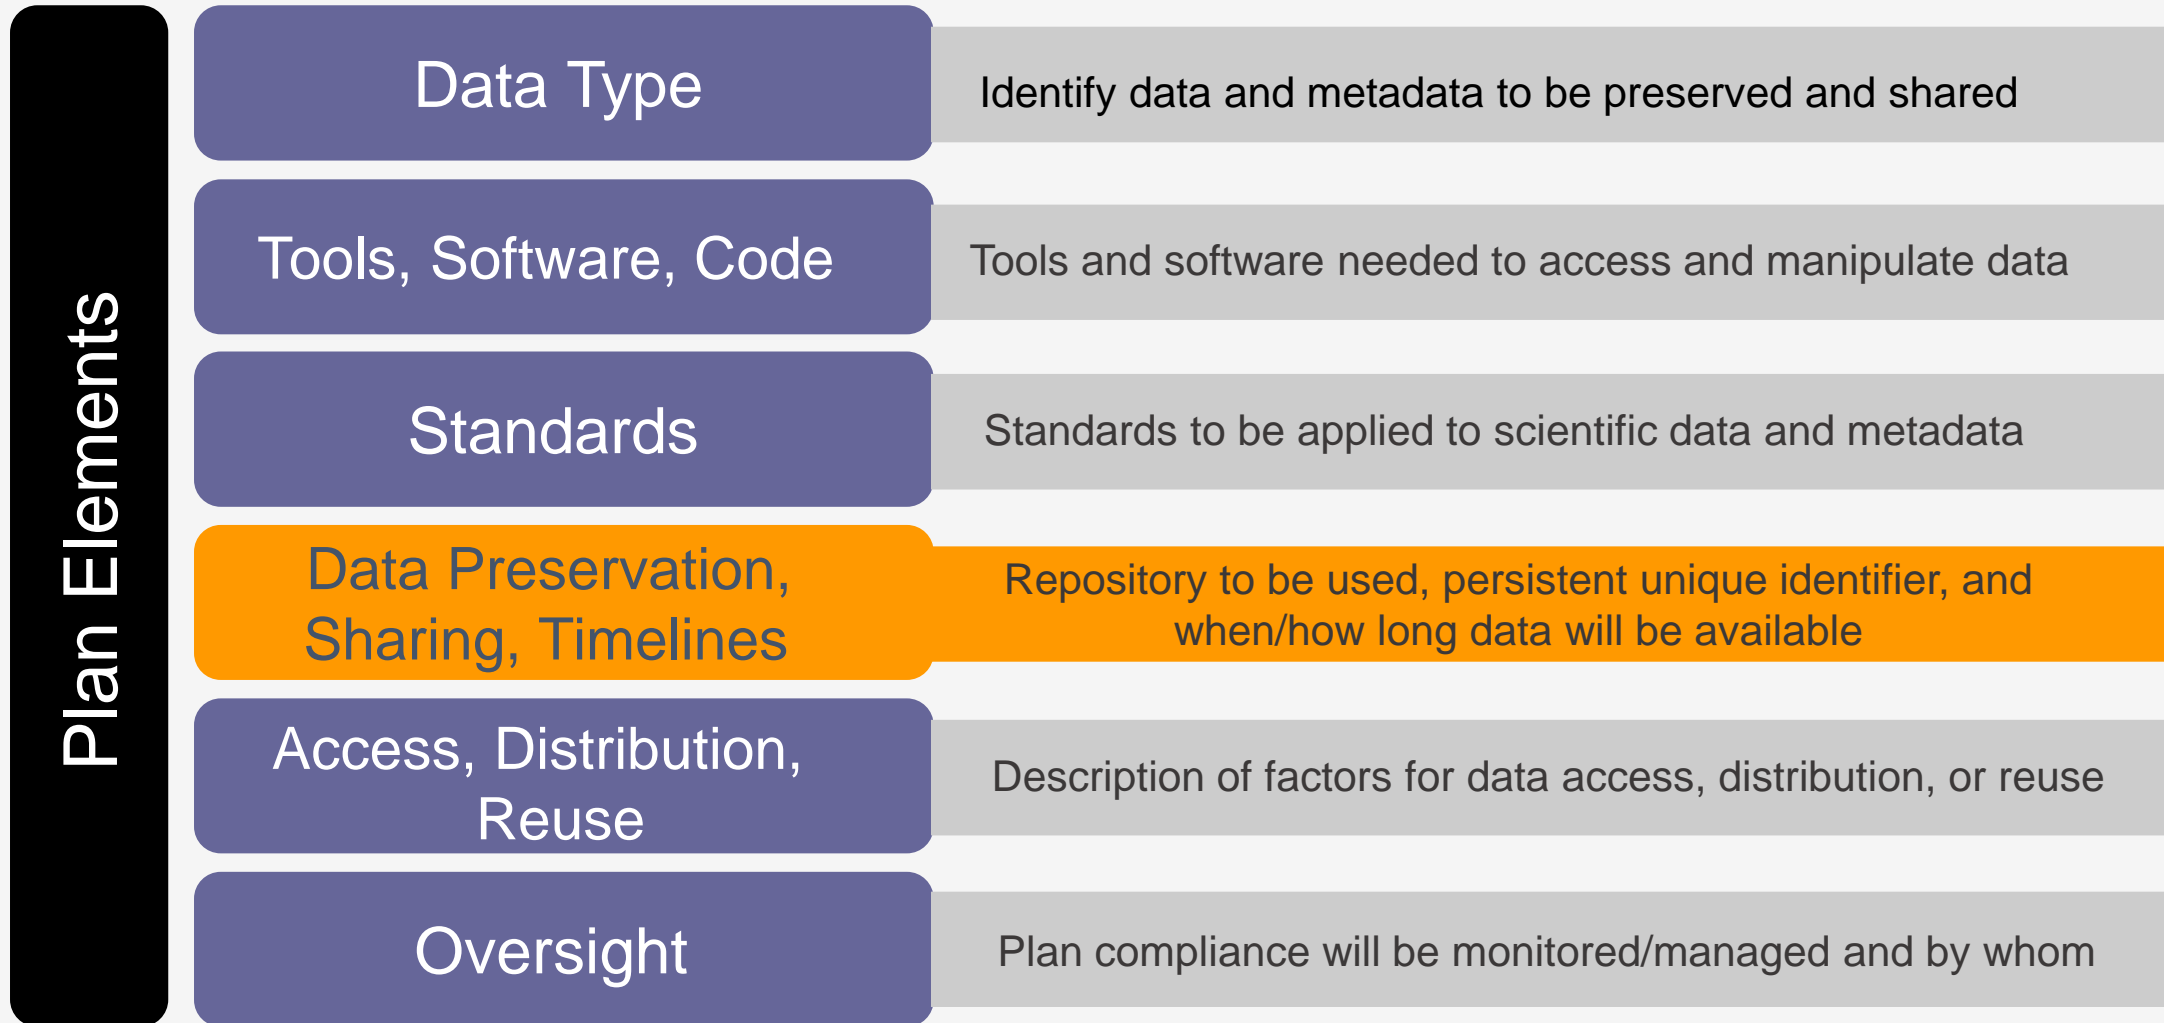 Plan Elements
Data Type
Identify data and metadata to be preserved and shared
Tools, Software, Code
Tools and software needed to access and manipulate data
Standards
Standards to be applied to scientific data and metadata
Data Preservation,
Sharing, Timelines
Repository to be used, persistent unique identifier, and
when/how long data will be available
Access, Distribution,
Reuse
Description of factors for data access, distribution, or reuse
Oversight
Plan compliance will be monitored/managed and by whom